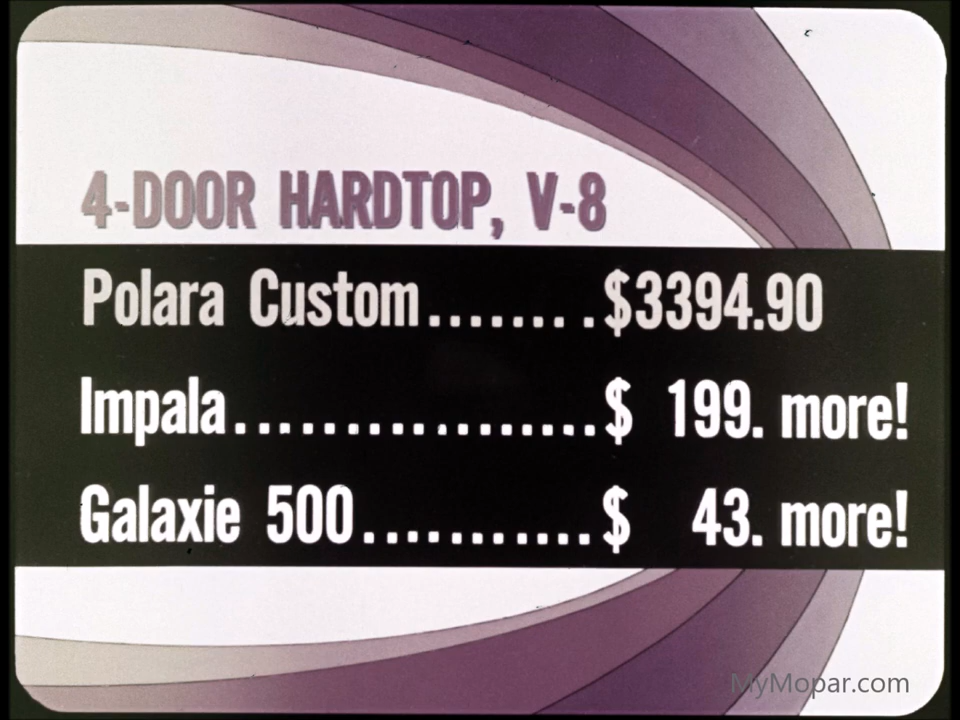 4-DOOR HARDTOP, V-8
Polara Custom........$3394.90
Impala.................$ 199. more!
Galaxie 500...........$ 43. more!
MyMopar.com